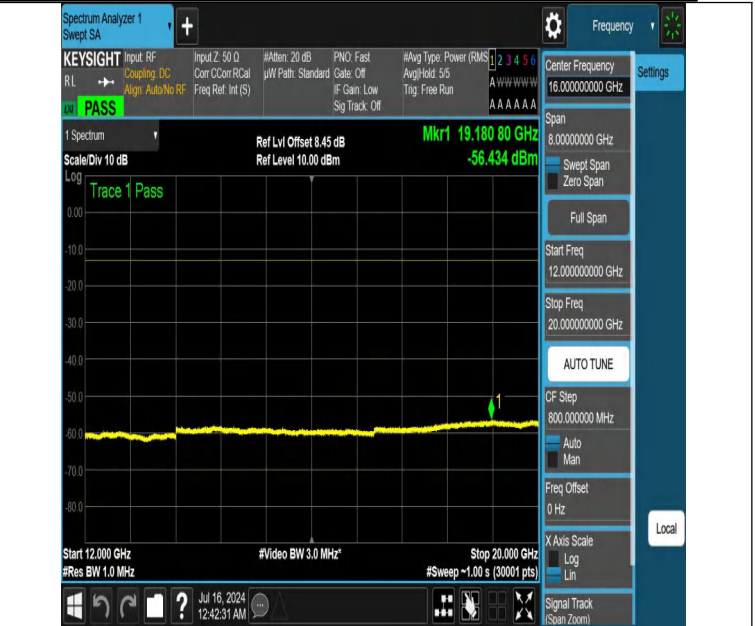 Spectrum Analyzer 1
Swept SA
+
Frequency
KEYSIGHT
RL
PASS
Input: RF
Coupling: DC
Align: Auto/No RF
Input Z: 50 Ω
Corr CCorr RCal
Freq Ref: Int (S)
#Atten: 20 dB
µW Path: Standard
PNO: Fast
Gate: Off
IF Gain: Low
Sig Track: Off
#Avg Type: Power (RMS
Avg|Hold: 5/5
Trig: Free Run
1 2 3 4 5 6
A W W W W W
A A A A A A
1 Spectrum
Scale/Div 10 dB
Ref Lvl Offset 8.45 dB
Ref Level 10.00 dBm
Mkr1 19.180 80 GHz
-56.434 dBm
Log
Trace 1 Pass
0.00
-10.0
-20.0
-30.0
-40.0
-50.0
-60.0
-70.0
-80.0
1
Start 12.000 GHz
#Res BW 1.0 MHz
#Video BW 3.0 MHz*
Stop 20.000 GHz
#Sweep ~1.00 s (30001 pts)
Center Frequency
16.000000000 GHz
Settings
Span
8.00000000 GHz
Swept Span
Zero Span
Full Span
Start Freq
12.000000000 GHz
Stop Freq
20.000000000 GHz
AUTO TUNE
CF Step
800.000000 MHz
Auto
Man
Freq Offset
0 Hz
X Axis Scale
Log
Lin
Local
Signal Track
(Span Zoom)
?
Jul 16, 2024
12:42:31 AM